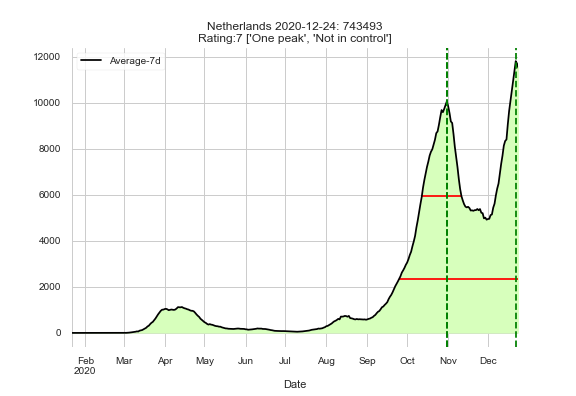 Netherlands 2020-12-24: 743493
Rating:7 ['One peak', 'Not in control']
Average-7d
12000
10000
8000
6000
4000
2000
0
Feb Mar Apr May Jun Jul Aug Sep Oct Nov Dec
2020
Date